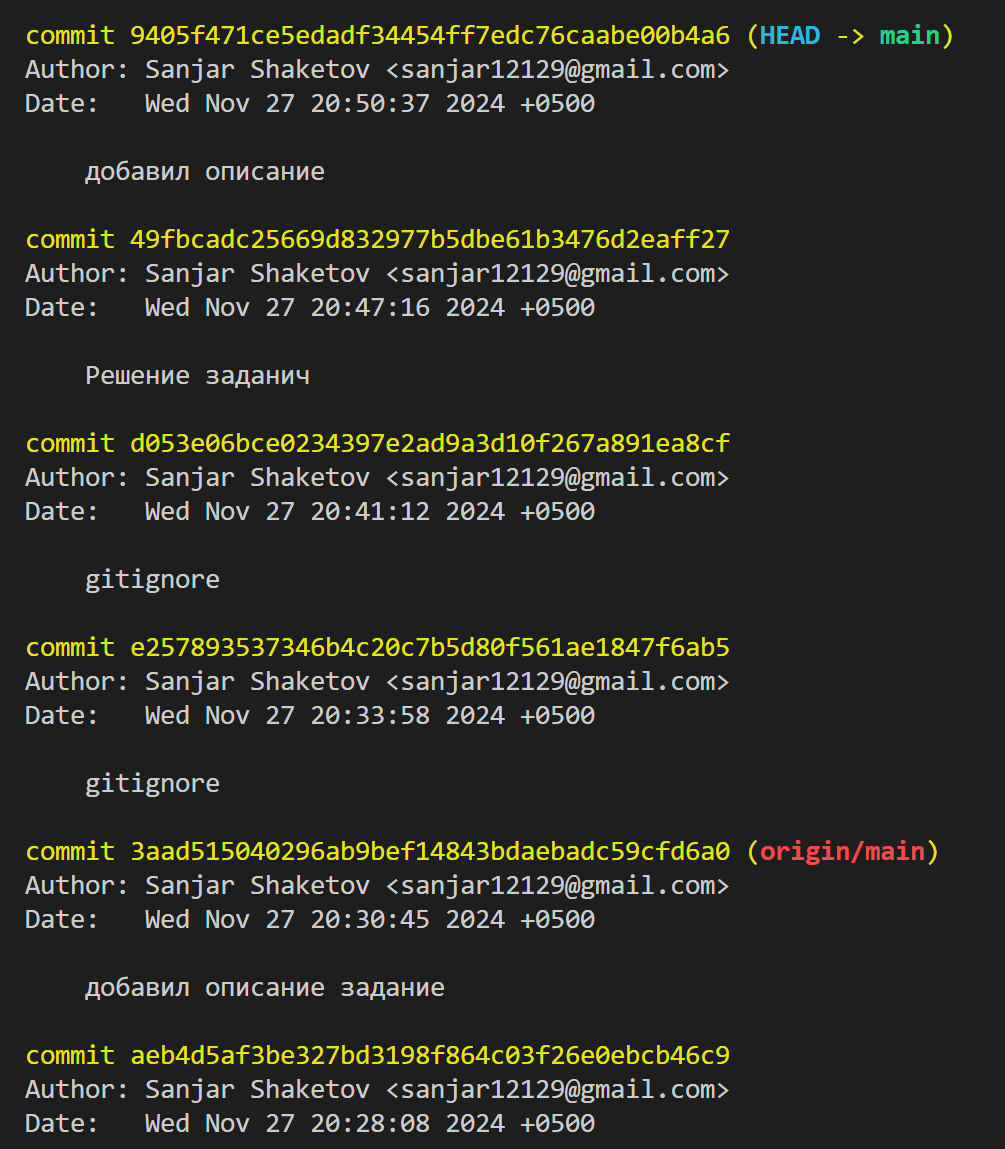 commit 9405f471ce5edadf34454ff7edc76caabe00b4a6 (HEAD -> main)
Author: Sanjar Shaketov <sanjar12129@gmail.com>
Date:   Wed Nov 27 20:50:37 2024 +0500
добавил описание
commit 49fbcadc25669d832977b5dbe61b3476d2eaff27
Author: Sanjar Shaketov <sanjar12129@gmail.com>
Date:   Wed Nov 27 20:47:16 2024 +0500
Решение заданич
commit d053e06bce0234397e2ad9a3d10f267a891ea8cf
Author: Sanjar Shaketov <sanjar12129@gmail.com>
Date:   Wed Nov 27 20:41:12 2024 +0500
gitignore
commit e257893537346b4c20c7b5d80f561ae1847f6ab5
Author: Sanjar Shaketov <sanjar12129@gmail.com>
Date:   Wed Nov 27 20:33:58 2024 +0500
gitignore
commit 3aad515040296ab9bef14843bdaebadc59cfd6a0 (origin/main)
Author: Sanjar Shaketov <sanjar12129@gmail.com>
Date:   Wed Nov 27 20:30:45 2024 +0500
добавил описание задание
commit aeb4d5af3be327bd3198f864c03f26e0ebcb46c9
Author: Sanjar Shaketov <sanjar12129@gmail.com>
Date:   Wed Nov 27 20:28:08 2024 +0500